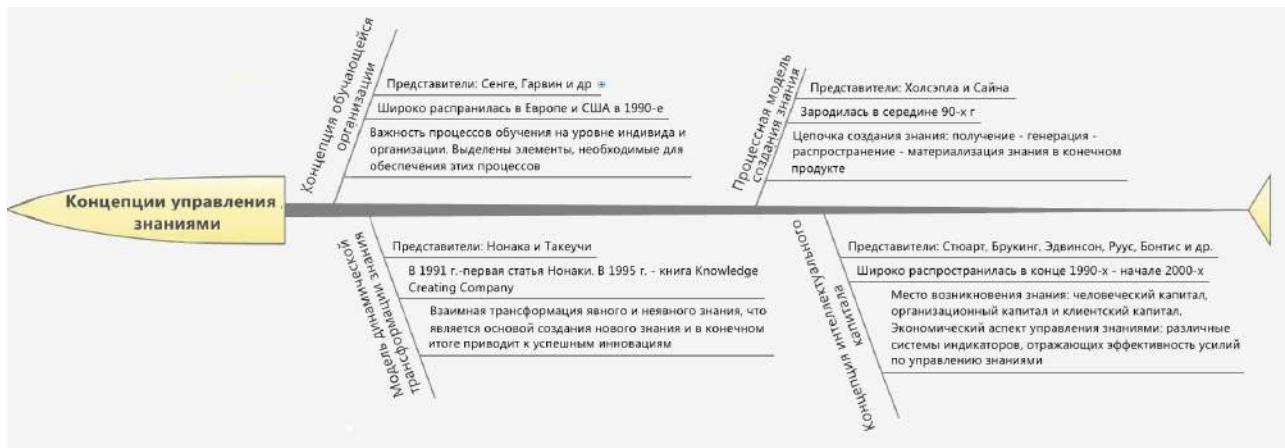 Концепции управления
знаниями
Концепция обучающейся
организации
Представители: Сенге, Гарвин и др
Широко распранилась в Европе и США в 1990-е
Важность процессов обучения на уровне индивида и
организации. Выделены элементы, необходимые для
обеспечения этих процессов
Процессная модель
создания знания
Представители: Холсэпла и Сайна
Зародилась в середине 90-х г
Цепочка создания знания: получение - генерация -
распространение - материализация знания в конечном
продукте
Модель динамической
трансформации знания
Представители: Нонака и Такеучи
В 1991 г.-первая статья Нонаки. В 1995 г. - книга Knowledge
Creating Company
Взаимная трансформация явного и неявного знания, что
является основой создания нового знания и в конечном
итоге приводит к успешным инновациям
Концепция интеллектуального
капитала
Представители: Стюарт, Брукинг, Эдвинсон, Руус, Бонтис и др.
Широко распространилась в конце 1990-х - начале 2000-х
Место возникновения знания: человеческий капитал,
организационный капитал и клиентский капитал.
Экономический аспект управления знаниями: различные
системы индикаторов, отражающих эффективность усилий
по управлению знаниями